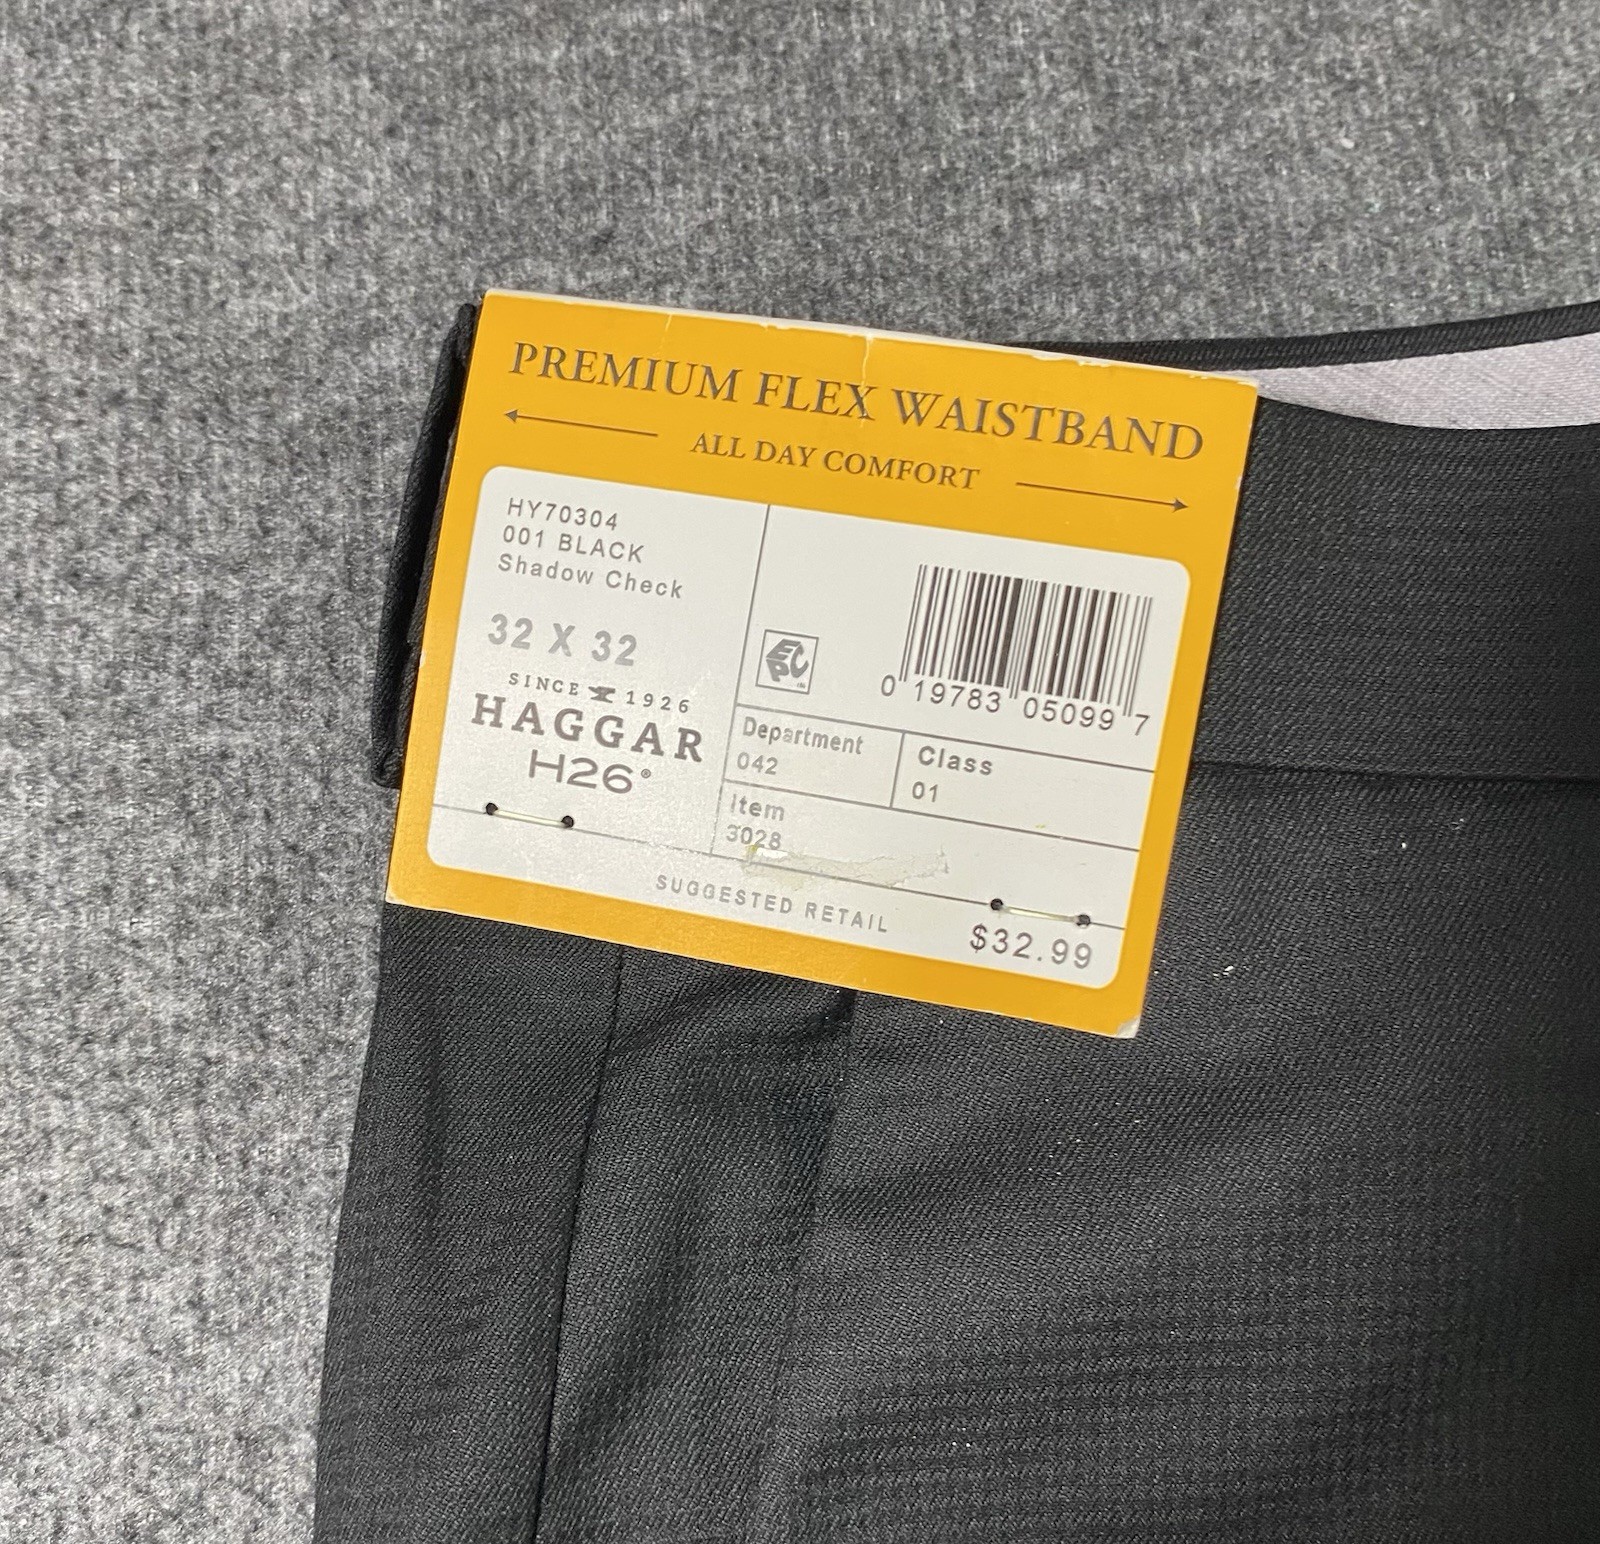 PREMIUM FLEX WAISTBAND
ALL DAY COMFORT
HY70304
001 BLACK
Shadow Check
32 X 32
SINCE 1926
HAGGAR
H26®
EPC
0 19783 05099 7
Department
042
Class
01
Item
3028
SUGGESTED RETAIL
$32.99